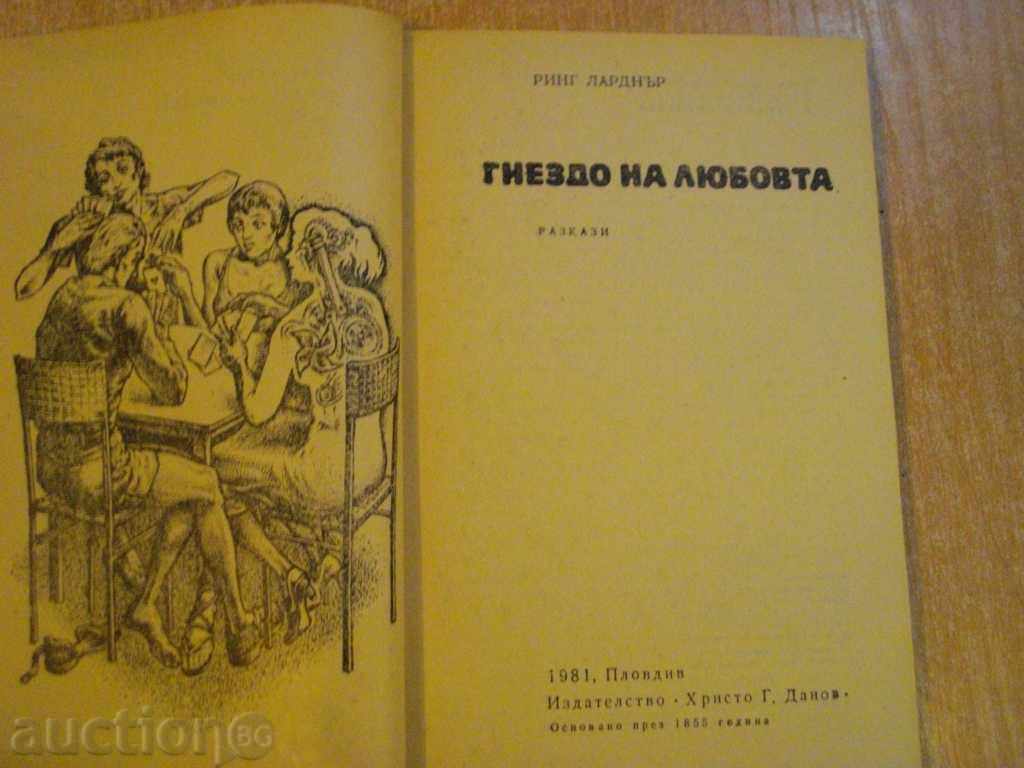 РИНГ ЛАРДНЪР
ГНЕЗДО НА ЛЮБОВТА
РАЗКАЗИ
1981, Пловдив
Издателство · Христо Г. Данов ·
Основано през 1855 година
auction BG